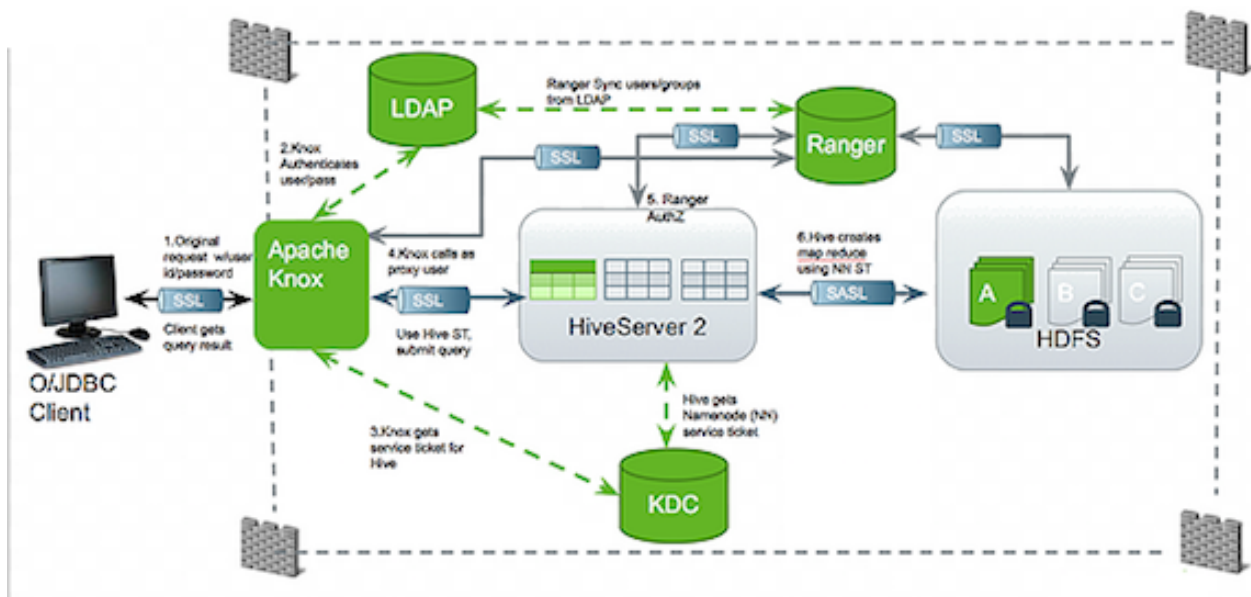 Ranger Sync users/groups
from LDAP
LDAP
SSL
Ranger
SSL
SSL
2.Knox
Authenticates
user/pass
5. Ranger
AuthZ
1.Original
request w/user
id/password
Apache
Knox
4.Knox calls as
proxy user
6.Hive creates
map reduce
using NN ST
SSL
SSL
SASL
A
B
C
Client gets
query result
Use Hive ST,
submit query
HiveServer 2
HDFS
O/JDBC
Client
3.Knox gets
service ticket for
Hive
Hive gets
Namenode (NN)
service ticket
KDC